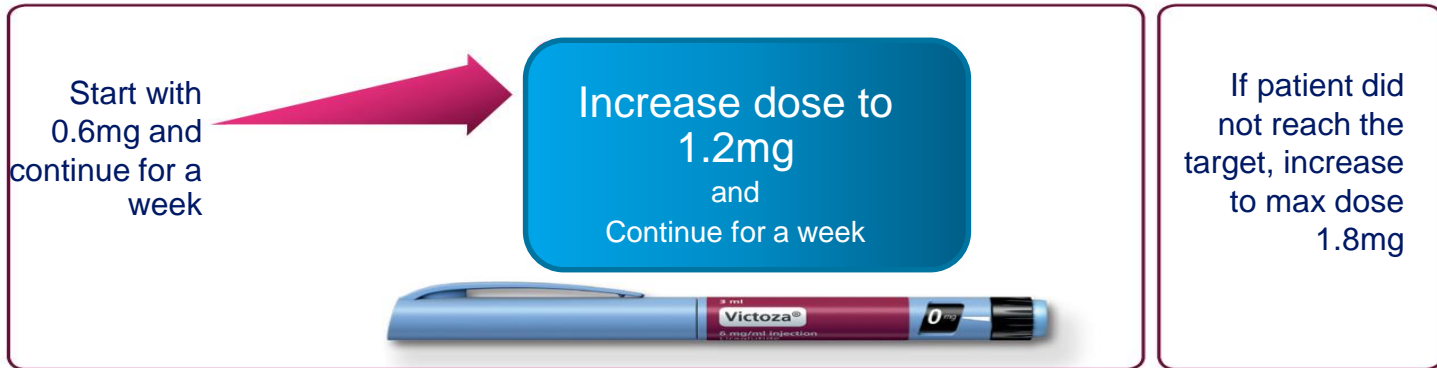 Start with
0.6mg and
continue for a
week
Increase dose to
1.2mg
and
Continue for a week
If patient did
not reach the
target, increase
to max dose
1.8mg
3 ml
Victoza®
6 mg/ml injection
Liraglutide
0 mg